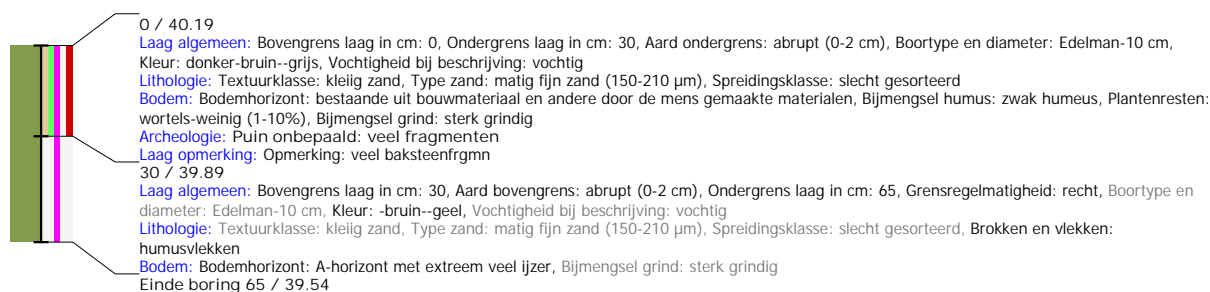 0 / 40.19
Laag algemeen: Bovengrens laag in cm: 0, Ondergrens laag in cm: 30, Aard ondergrens: abrupt (0-2 cm), Boortype en diameter: Edelman-10 cm,
Kleur: donker-bruin--grijs, Vochtigheid bij beschrijving: vochtig
Lithologie: Textuurklasse: kleiig zand, Type zand: matig fijn zand (150-210 µm), Spreidingsklasse: slecht gesorteerd
Bodem: Bodemhorizont: bestaande uit bouwmateriaal en andere door de mens gemaakte materialen, Bijmengsel humus: zwak humeus, Plantenresten:
wortels-weinig (1-10%), Bijmengsel grind: sterk grindig
Archeologie: Puin onbepaald: veel fragmenten
Laag opmerking: Opmerking: veel baksteenfrgmn
30 / 39.89
Laag algemeen: Bovengrens laag in cm: 30, Aard bovengrens: abrupt (0-2 cm), Ondergrens laag in cm: 65, Grensregelmatigheid: recht, Boortype en
diameter: Edelman-10 cm, Kleur: -bruin--geel, Vochtigheid bij beschrijving: vochtig
Lithologie: Textuurklasse: kleiig zand, Type zand: matig fijn zand (150-210 µm), Spreidingsklasse: slecht gesorteerd, Brokken en vlekken:
humusvlekken
Bodem: Bodemhorizont: A-horizont met extreem veel ijzer, Bijmengsel grind: sterk grindig
Einde boring 65 / 39.54